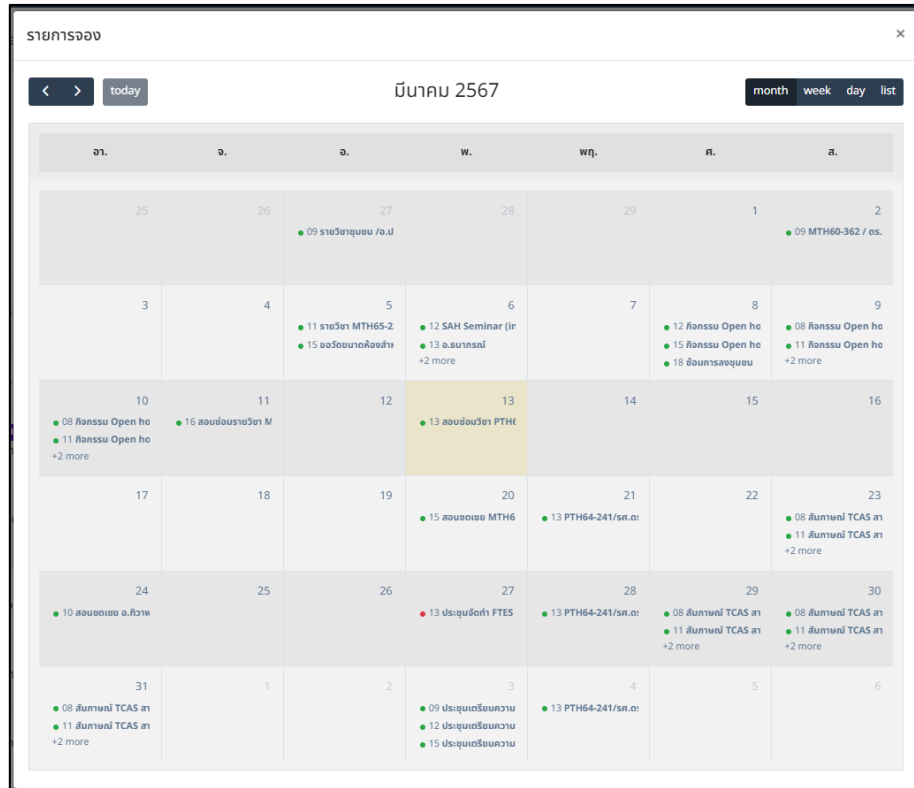 รายการจอง ×
today มีนาคม 2567 month week day list
อา. จ. อ. พ. พฤ. ศ. ส.
25 26 27 28 29 1 2
09 รายวิชาชุมชน /อ.ป 09 MTH60-362 / ดร.
3 4 5 6 7 8 9
11 รายวิชา MTH65-2 12 SAH Seminar (in 12 กิจกรรม Open ho 08 กิจกรรม Open ho
15 ขอวัดขนาดห้องสำห 13 อ.ธนากรณ์ 15 กิจกรรม Open ho 11 กิจกรรม Open ho
+2 more 18 ซ้อมการลงชุมชน +2 more
10 11 12 13 14 15 16
08 กิจกรรม Open ho 16 สอบซ่อมรายวิชา M 13 สอบซ่อมวิชา PTH6
11 กิจกรรม Open ho
+2 more
17 18 19 20 21 22 23
15 สอนชดเชย MTH6 13 PTH64-241/รศ.ดร 08 สัมภาษณ์ TCAS สา
11 สัมภาษณ์ TCAS สา
+2 more
24 25 26 27 28 29 30
10 สอนชดเชย อ.ทิวาพ 13 ประชุมจัดทำ FTES 13 PTH64-241/รศ.ดร 08 สัมภาษณ์ TCAS สา 08 สัมภาษณ์ TCAS สา
11 สัมภาษณ์ TCAS สา 11 สัมภาษณ์ TCAS สา
+2 more +2 more
31 1 2 3 4 5 6
08 สัมภาษณ์ TCAS สา 09 ประชุมเตรียมความ 13 PTH64-241/รศ.ดร
11 สัมภาษณ์ TCAS สา 12 ประชุมเตรียมความ
+2 more 15 ประชุมเตรียมความ